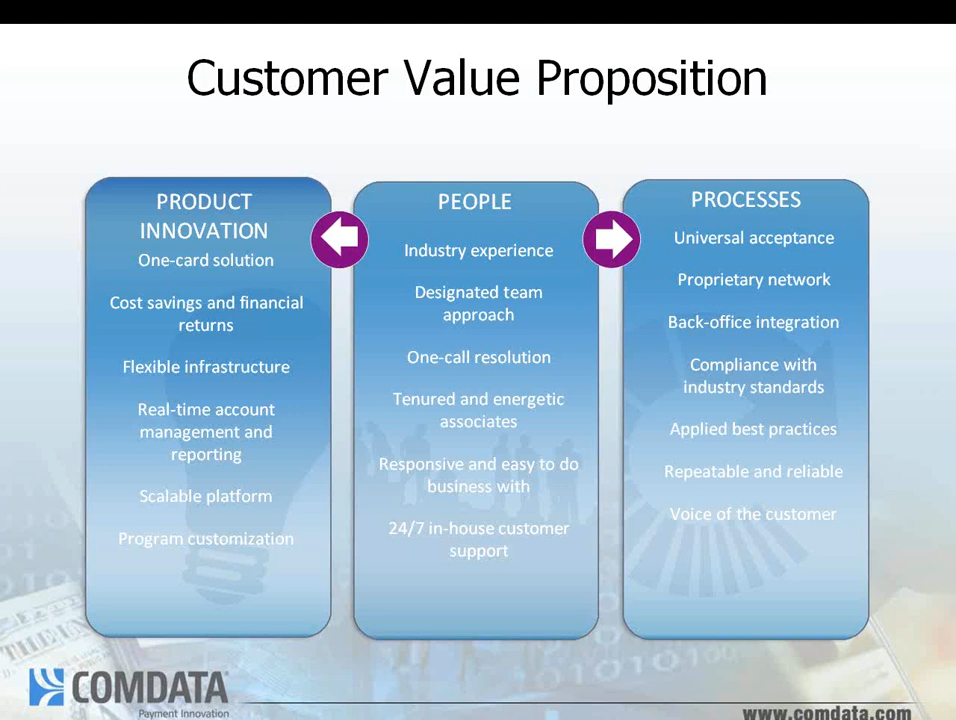 Customer Value Proposition
PRODUCT
INNOVATION
One-card solution
Cost savings and financial
returns
Flexible infrastructure
Real-time account
management and
reporting
Scalable platform
Program customization
PEOPLE
Industry experience
Designated team
approach
One-call resolution
Tenured and energetic
associates
Responsive and easy to do
business with
24/7 in-house customer
support
PROCESSES
Universal acceptance
Proprietary network
Back-office integration
Compliance with
industry standards
Applied best practices
Repeatable and reliable
Voice of the customer
COMDATA
Payment Innovation
www.comdata.com